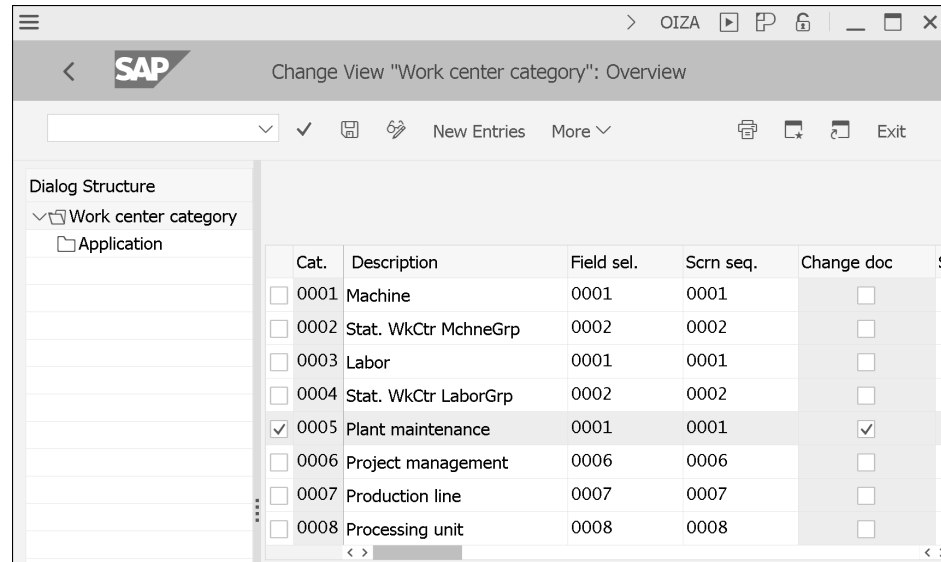 OIZA
SAP
Change View "Work center category": Overview
New Entries More Exit
Dialog Structure
Work center category
Application
Cat. Description Field sel. Scrn seq. Change doc
0001 Machine 0001 0001
0002 Stat. WkCtr MchneGrp 0002 0002
0003 Labor 0001 0001
0004 Stat. WkCtr LaborGrp 0002 0002
0005 Plant maintenance 0001 0001
0006 Project management 0006 0006
0007 Production line 0007 0007
0008 Processing unit 0008 0008